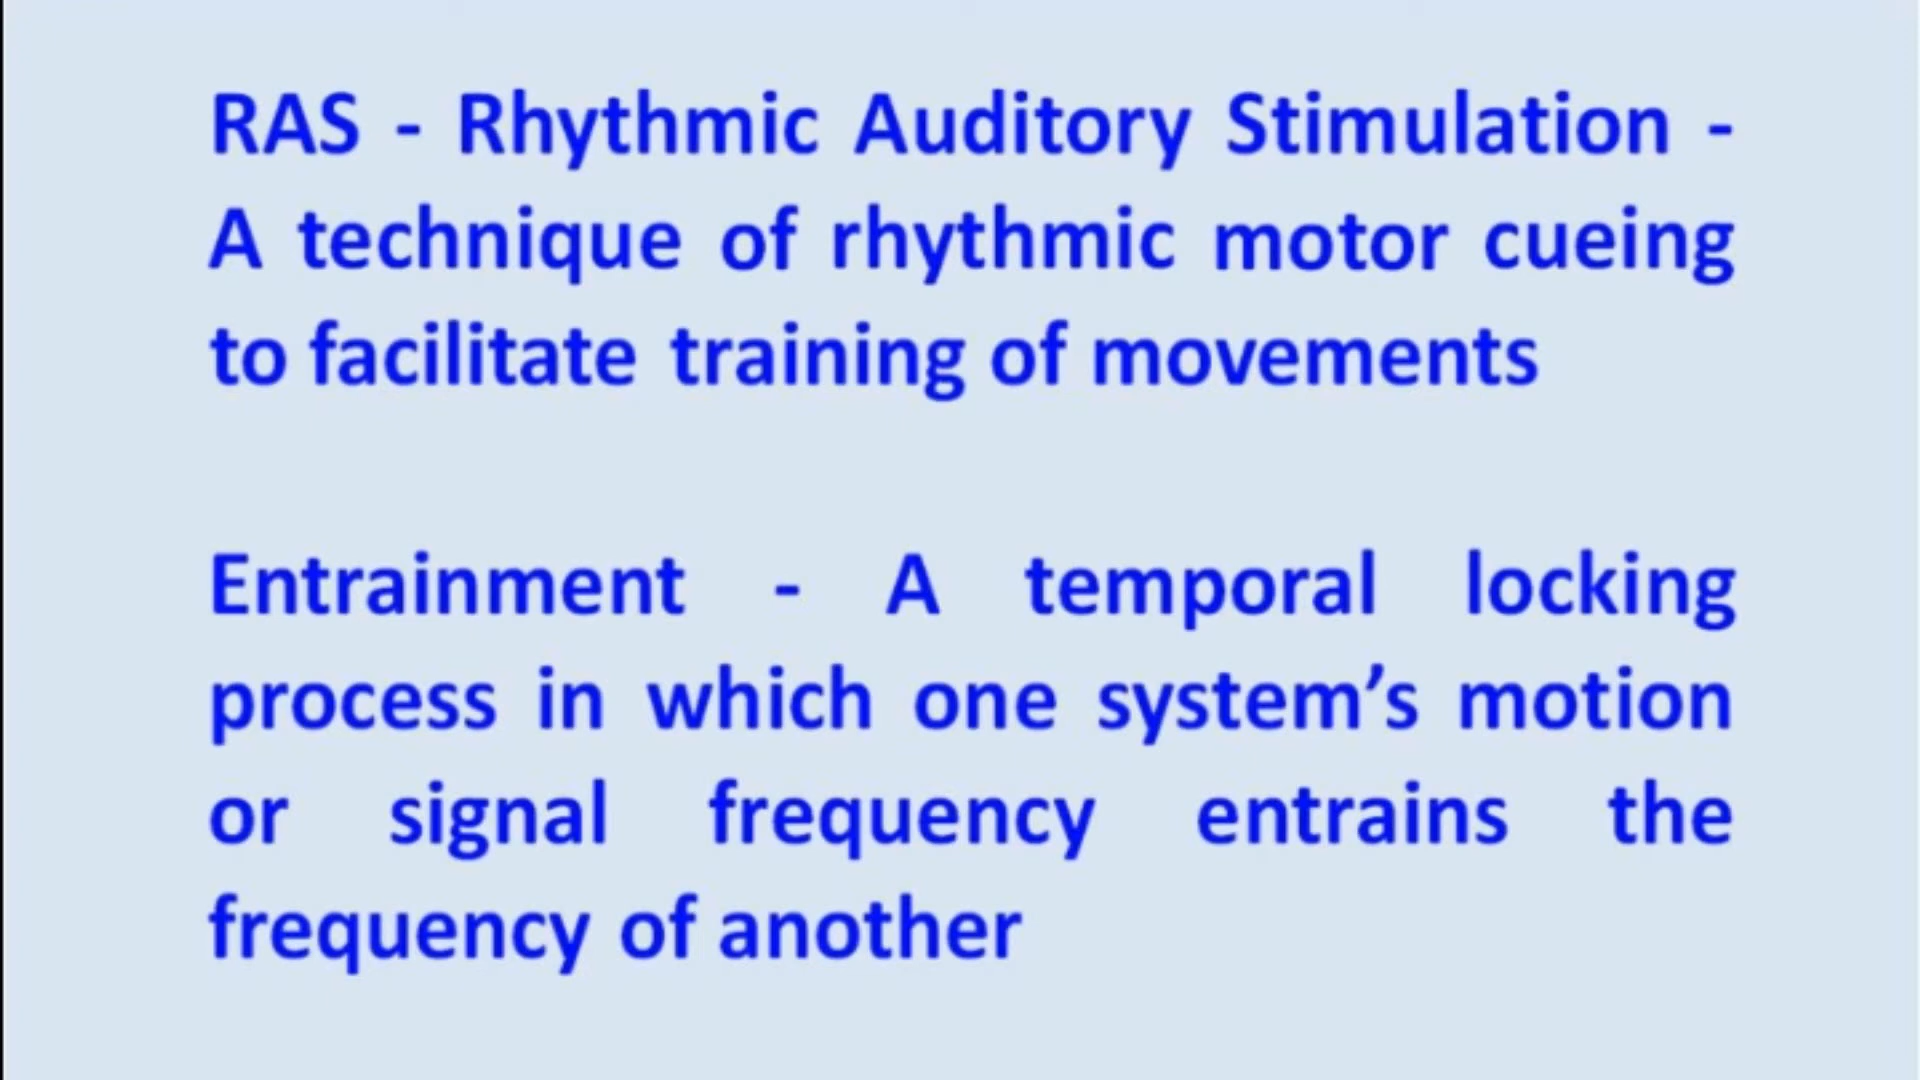 RAS - Rhythmic Auditory Stimulation -
A technique of rhythmic motor cueing
to facilitate training of movements
Entrainment - A temporal locking
process in which one system’s motion
or signal frequency entrains the
frequency of another